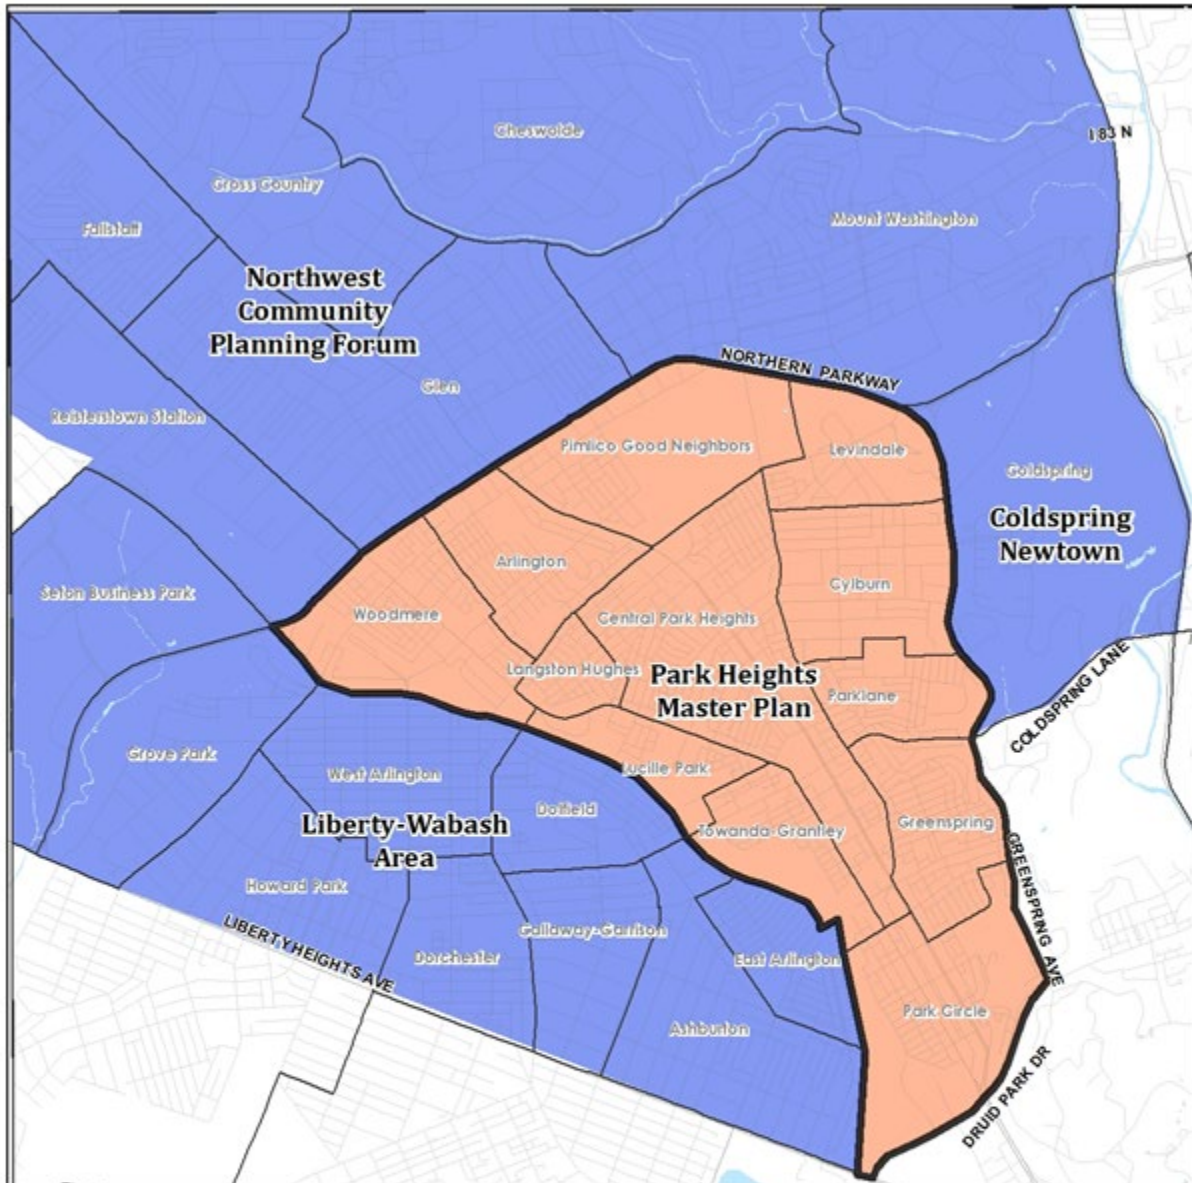 Cheswolde
I 83 N
Cross Country
Mount Washington
Fallstaff
Northwest
Community
Planning Forum
NORTHERN PARKWAY
Glen
Reisterstown Station
Pimlico Good Neighbors
Levindale
Coldspring
Coldspring
Newtown
Arlington
Cylburn
Seton Business Park
Woodmere
Central Park Heights
Langston Hughes
Park Heights
Master Plan
Parklane
COLDSPRING LANE
Grove Park
West Arlington
Lucille Park
Dolfield
Liberty-Wabash
Area
Towanda-Grantley
Greenspring
GREENSPRING AVE
Howard Park
LIBERTY HEIGHTS AVE
Callaway-Garrison
Dorchester
East Arlington
Park Circle
Ashburton
DRUID PARK DR